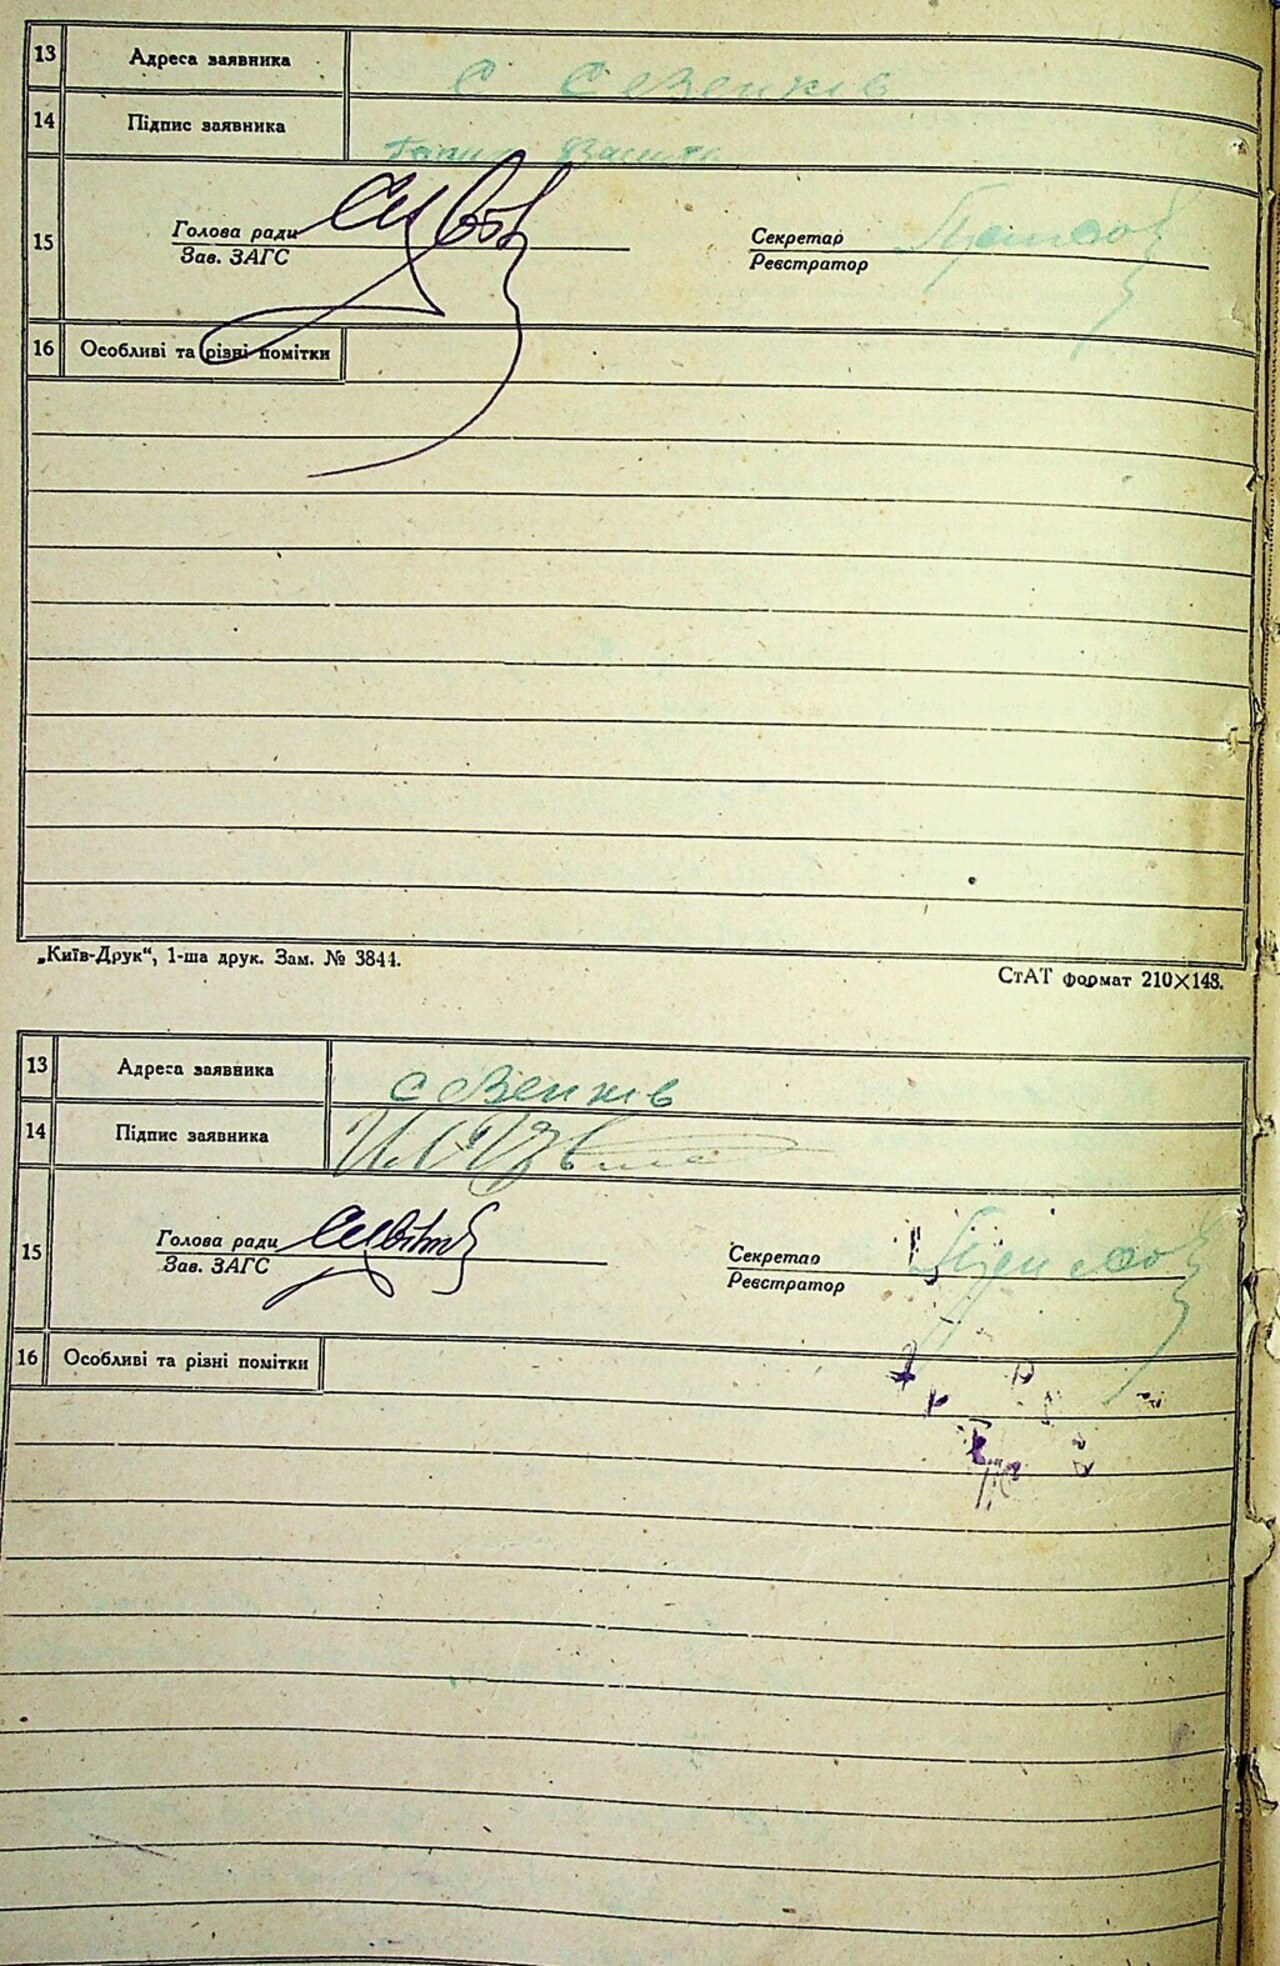 13 Адреса заявника с Зеньків
14 Підпис заявника
15 Голова ради Секретар
Зав. ЗАГС Реєстратор
16 Особливі та різні помітки
„Київ-Друк“, 1-ша друк. Зам. № 3844.
СтАТ формат 210×148.
13 Адреса заявника с Зеньків
14 Підпис заявника
15 Голова ради Секретар
Зав. ЗАГС Реєстратор
16 Особливі та різні помітки